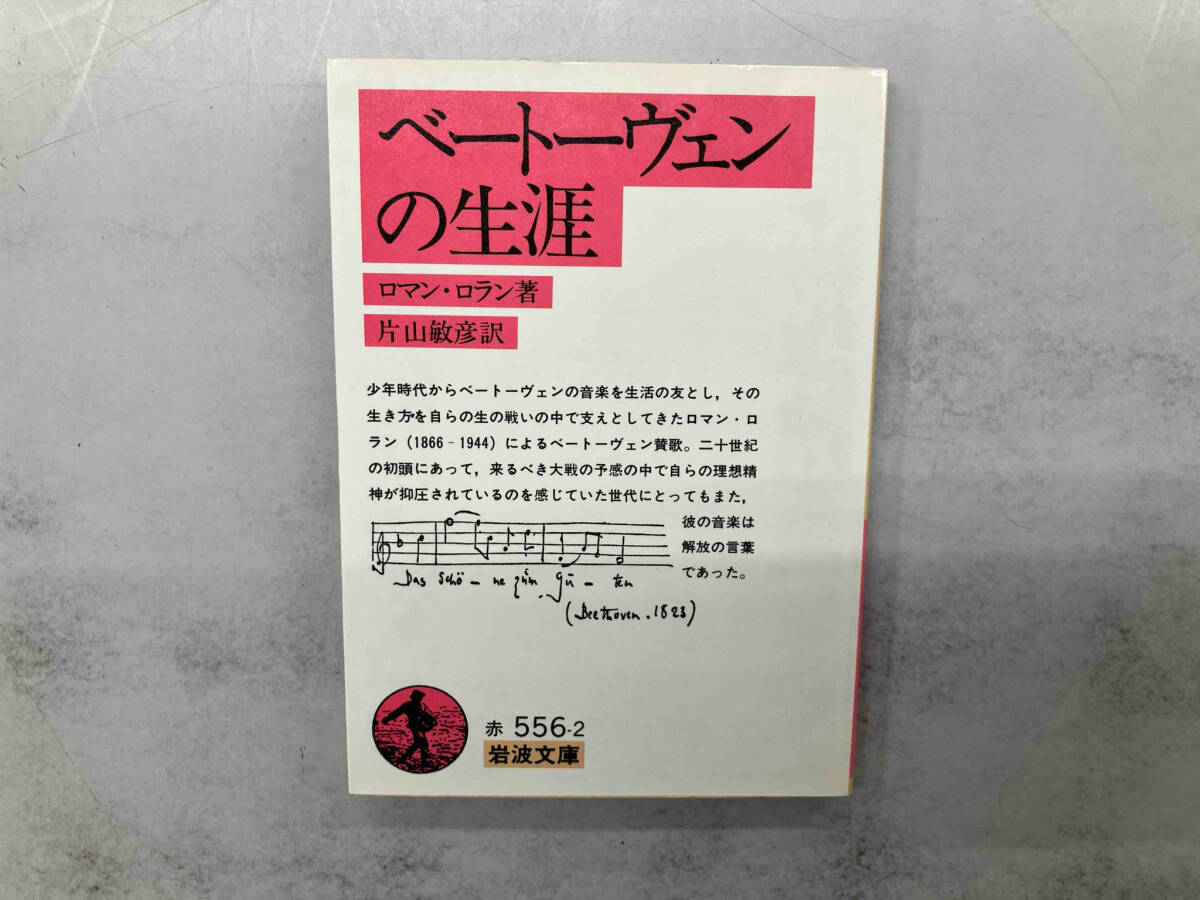 ベートーヴェン
の生涯
ロマン・ロラン著
片山敏彦訳
少年時代からベートーヴェンの音楽を生活の友とし，その
生き方を自らの生の戦いの中で支えとしてきたロマン・ロ
ラン（1866‐1944）によるベートーヴェン賛歌。二十世紀
の初頭にあって，来るべき大戦の予感の中で自らの理想精
神が抑圧されているのを感じていた世代にとってもまた，
彼の音楽は
解放の言葉
であった。
Das Schö - ne zum Gu - ten
(Beethoven. 1823)
赤 556-2
岩波文庫